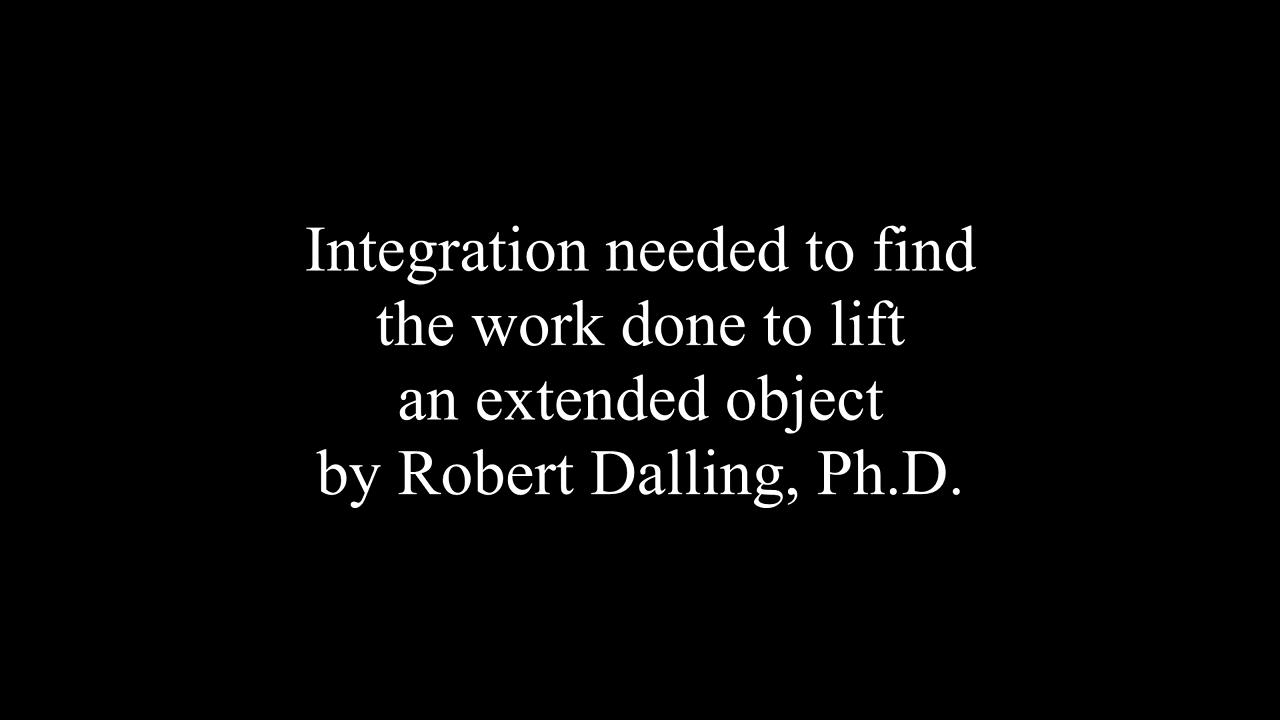 Integration needed to find
the work done to lift
an extended object
by Robert Dalling, Ph.D.